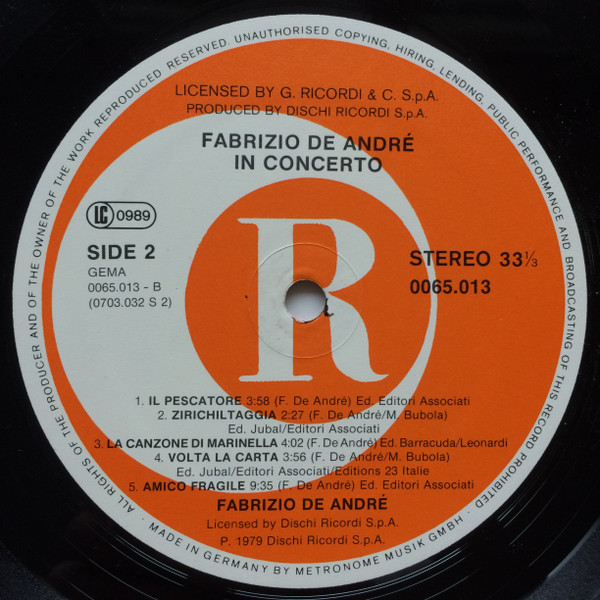 ALL RIGHTS OF THE PRODUCER AND OF THE OWNER OF THE WORK REPRODUCED RESERVED. UNAUTHORISED COPYING, HIRING, LENDING, PUBLIC PERFORMANCE AND BROADCASTING OF THIS RECORD PROHIBITED
LICENSED BY G. RICORDI & C. S.p.A.
PRODUCED BY DISCHI RICORDI S.p.A.
FABRIZIO DE ANDRÉ
IN CONCERTO
LC 0989
R
SIDE 2
GEMA
0065.013 - B
(0703.032 S 2)
STEREO 33⅓
0065.013
1. IL PESCATORE 3:58 (F. De André) Ed. Editori Associati
2. ZIRICHILTAGGIA 2:27 (F. De André/M. Bubola)
Ed. Jubal/Editori Associati
3. LA CANZONE DI MARINELLA 4:02 (F. De André) Ed. Barracuda/Leonardi
4. VOLTA LA CARTA 3:56 (F. De André/M. Bubola)
Ed. Jubal/Editori Associati/Editions 23 Italie
5. AMICO FRAGILE 9:35 (F. De André) Ed. Editori Associati
FABRIZIO DE ANDRÉ
Licensed by Dischi Ricordi S.p.A.
P. 1979 Dischi Ricordi S.p.A.
· MADE IN GERMANY BY METRONOME MUSIK GMBH ·